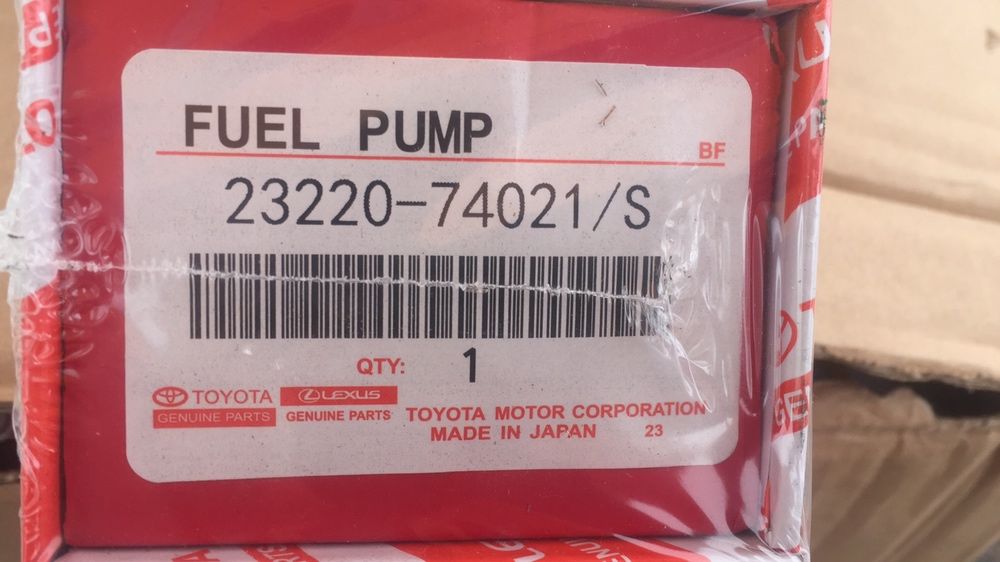 FUEL PUMP
BF
23220-74021/S
QTY: 1
TOYOTA LEXUS
GENUINE PARTS GENUINE PARTS
TOYOTA MOTOR CORPORATION
MADE IN JAPAN 23